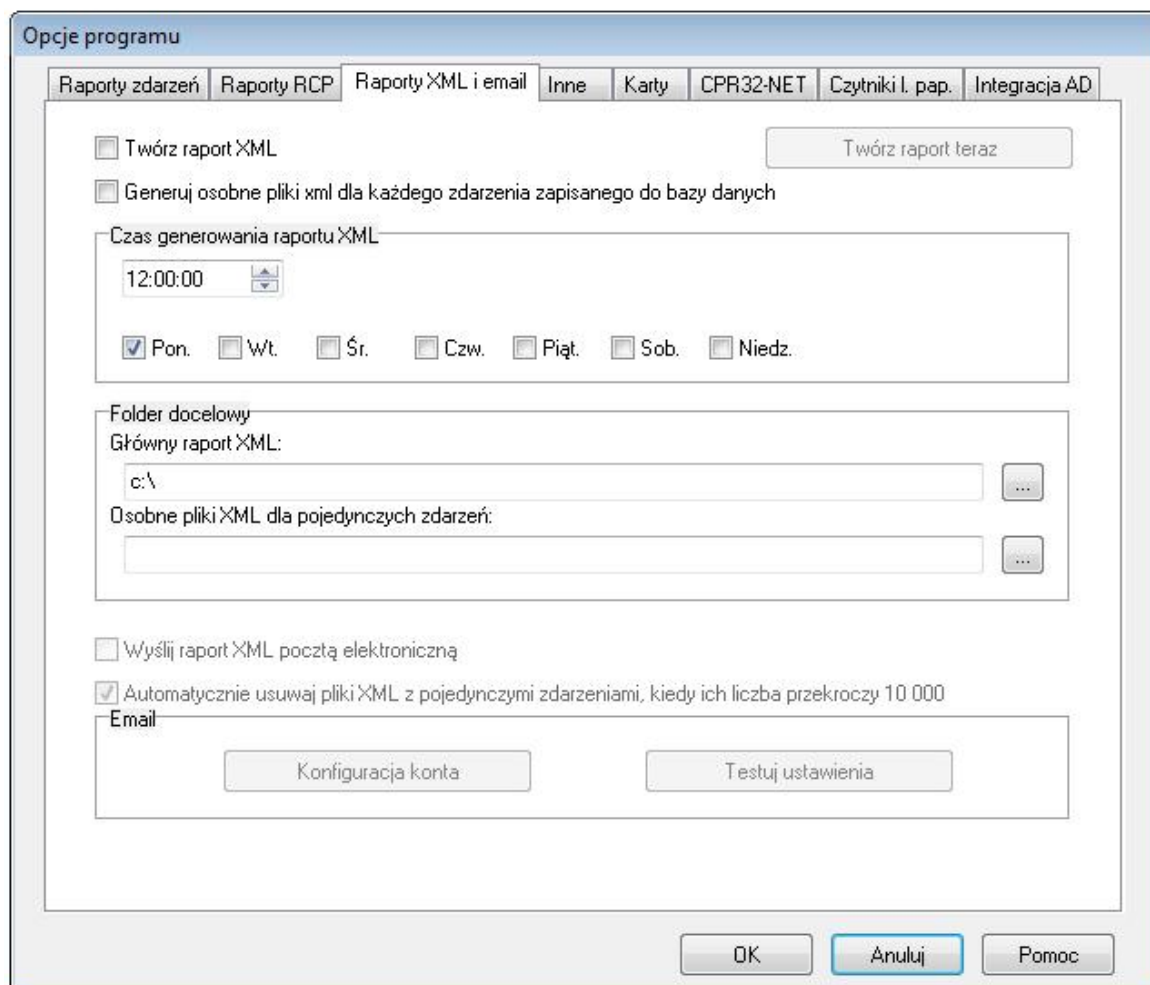 Opcje programu
Raporty zdarzeń Raporty RCP Raporty XML i email Inne Karty CPR32-NET Czytniki l. pap. Integracja AD
Twórz raport XML Twórz raport teraz
Generuj osobne pliki xml dla każdego zdarzenia zapisanego do bazy danych
Czas generowania raportu XML
12:00:00
Pon. Wt. Śr. Czw. Piąt. Sob. Niedz.
Folder docelowy
Główny raport XML:
c:\
...
Osobne pliki XML dla pojedynczych zdarzeń:
...
Wyślij raport XML pocztą elektroniczną
Automatycznie usuwaj pliki XML z pojedynczymi zdarzeniami, kiedy ich liczba przekroczy 10 000
Email
Konfiguracja konta Testuj ustawienia
OK Anuluj Pomoc